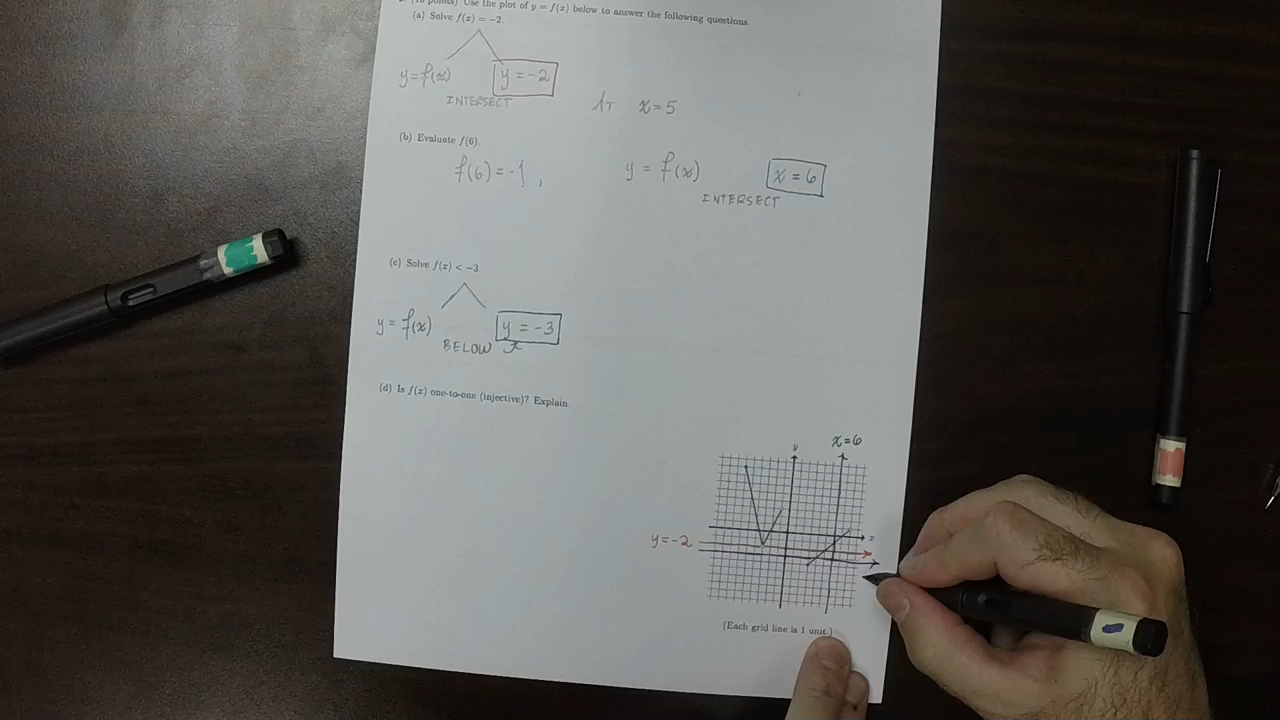 points) Use the plot of y = f(x) below to answer the following questions.
(a) Solve f(x) = −2.
y = f(x) y = -2
INTERSECT
AT x = 5
(b) Evaluate f(6).
f(6) = -1, y = f(x) x = 6
INTERSECT
(c) Solve f(x) < −3.
y = f(x) y = -3
BELOW
(d) Is f(x) one-to-one (injective)? Explain.
x = 6
y
x
y = -2
(Each grid line is 1 unit.)